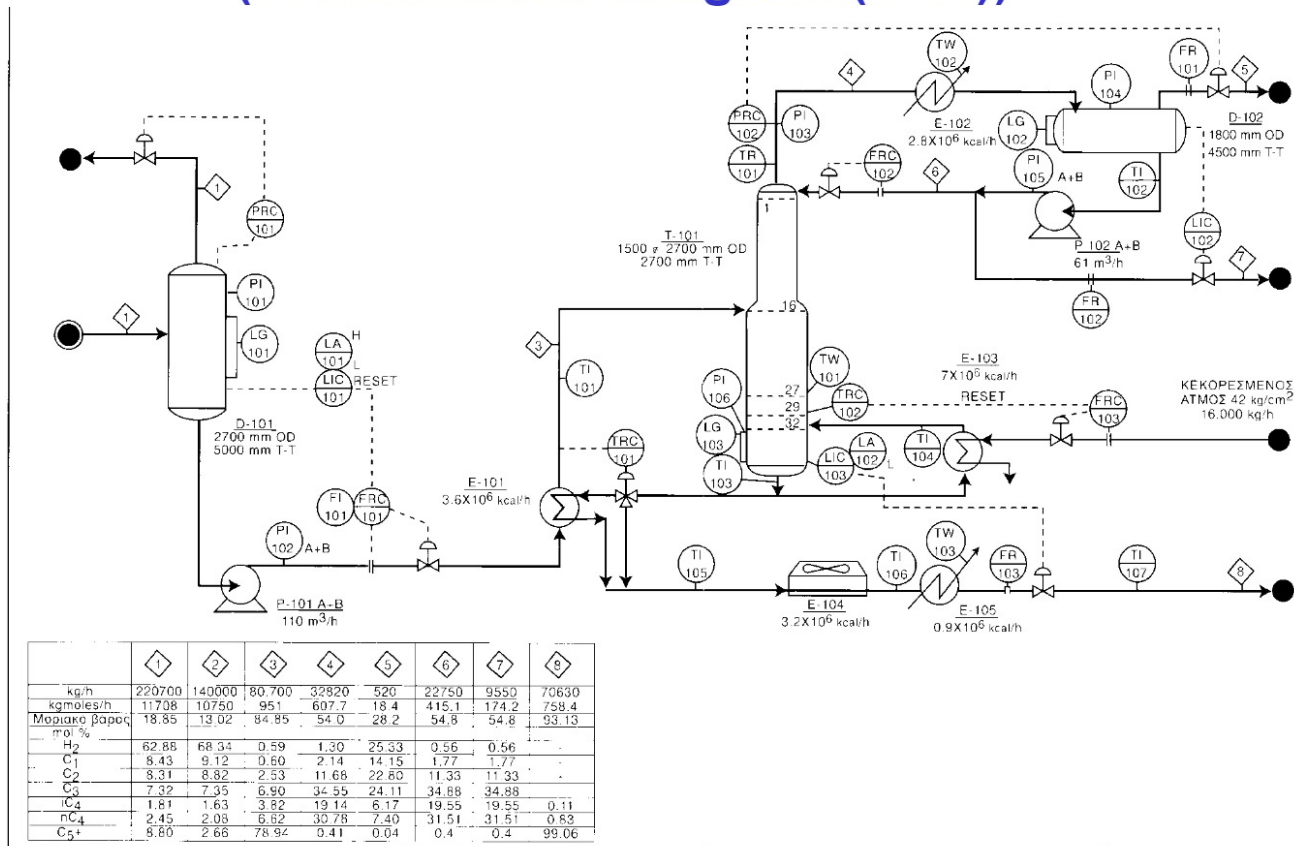 TW
102
FR
101
4
5
PI
104
PRC
102
PI
103
E-102
2.8X10⁶ kcal/h
LG
102
D-102
1800 mm OD
4500 mm T-T
TR
101
FRC
102
6
PI
105
A+B
TI
102
1
1
PRC
101
T-101
1500 ø 2700 mm OD
2700 mm T-T
P-102 A+B
61 m³/h
LIC
102
7
FR
102
PI
101
1
LG
101
LA
101
H
L
LIC
101
RESET
16
3
TI
101
TW
101
27
29
32
PI
106
TRC
102
E-103
7X10⁶ kcal/h
RESET
FRC
103
ΚΕΚΟΡΕΣΜΕΝΟΣ
ΑΤΜΟΣ 42 kg/cm²
16.000 kg/h
D-101
2700 mm OD
5000 mm T-T
LG
103
TRC
101
TI
103
LIC
103
LA
102
L
TI
104
E-101
3.6X10⁶ kcal/h
FI
101
FRC
101
PI
102
A+B
TI
105
TI
106
TW
103
FR
103
TI
107
8
P-101 A-B
110 m³/h
E-104
3.2X10⁶ kcal/h
E-105
0.9X10⁶ kcal/h
1 2 3 4 5 6 7 8
kg/h 220700 140000 80.700 32820 520 22750 9550 70630
kgmoles/h 11708 10750 951 607.7 18.4 415.1 174.2 758.4
Μοριακο βαρος 18.85 13.02 84.85 54.0 28.2 54,8 54.8 93.13
mol %
H₂ 62.88 68.34 0.59 1.30 25.33 0.56 0.56 -
C₁ 8.43 9.12 0.60 2.14 14.15 1.77 1.77 -
C₂ 8.31 8.82 2.53 11.68 22.80 11.33 11.33 -
C₃ 7.32 7.35 6.90 34.55 24.11 34.88 34.88
iC₄ 1.81 1.63 3.82 19.14 6.17 19.55 19.55 0.11
nC₄ 2.45 2.08 6.62 30.78 7.40 31.51 31.51 0.83
C₅+ 8.80 2.66 78.94 0.41 0.04 0.4 0.4 99.06